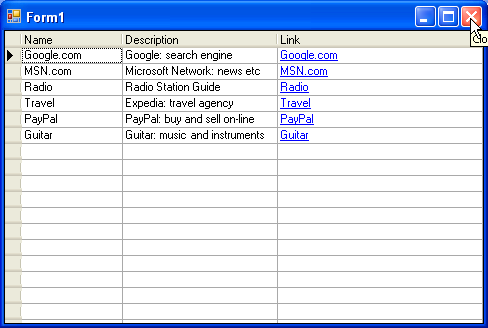 Form1
Name Description Link
Google.com Google: search engine Google.com
MSN.com Microsoft Network: news etc MSN.com
Radio Radio Station Guide Radio
Travel Expedia: travel agency Travel
PayPal PayPal: buy and sell on-line PayPal
Guitar Guitar: music and instruments Guitar